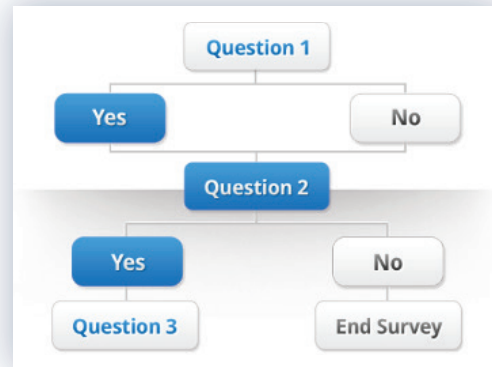 Question 1
Yes
No
Question 2
Yes
No
Question 3
End Survey